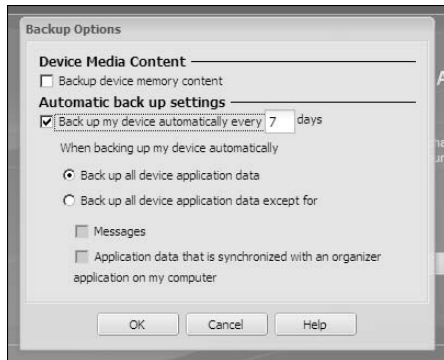 Backup Options
Device Media Content
Backup device memory content
Automatic back up settings
Back up my device automatically every 7 days
When backing up my device automatically
Back up all device application data
Back up all device application data except for
Messages
Application data that is synchronized with an organizer
application on my computer
OK Cancel Help